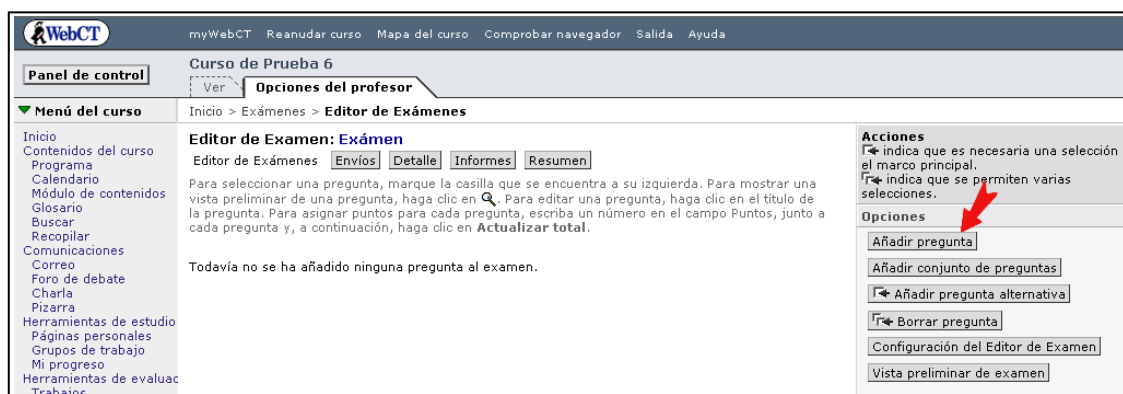 WebCT
myWebCT Reanudar curso Mapa del curso Comprobar navegador Salida Ayuda
Panel de control
Curso de Prueba 6
Ver Opciones del profesor
Menú del curso
Inicio > Exámenes > Editor de Exámenes
Inicio
Contenidos del curso
Programa
Calendario
Módulo de contenidos
Glosario
Buscar
Recopilar
Comunicaciones
Correo
Foro de debate
Charla
Pizarra
Herramientas de estudio
Páginas personales
Grupos de trabajo
Mi progreso
Herramientas de evaluac
Trabajos
Editor de Examen: Exámen
Editor de Exámenes Envíos Detalle Informes Resumen
Para seleccionar una pregunta, marque la casilla que se encuentra a su izquierda. Para mostrar una
vista preliminar de una pregunta, haga clic en . Para editar una pregunta, haga clic en el título de
la pregunta. Para asignar puntos para cada pregunta, escriba un número en el campo Puntos, junto a
cada pregunta y, a continuación, haga clic en Actualizar total.
Todavía no se ha añadido ninguna pregunta al examen.
Acciones
indica que es necesaria una selección
el marco principal.
indica que se permiten varias
selecciones.
Opciones
Añadir pregunta
Añadir conjunto de preguntas
Añadir pregunta alternativa
Borrar pregunta
Configuración del Editor de Examen
Vista preliminar de examen